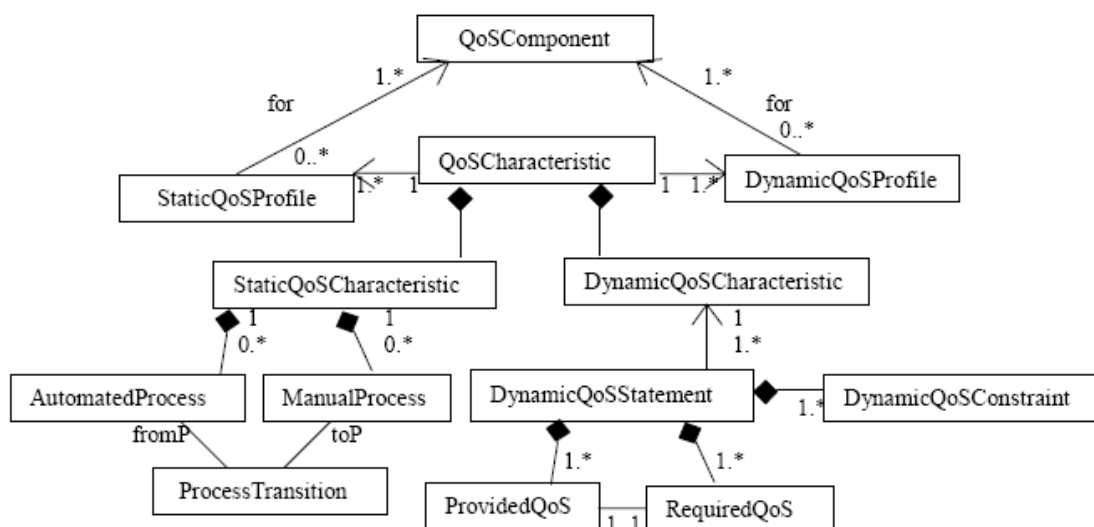 QoSComponent
1.*
1.*
for
for
0..*
0..*
QoSCharacteristic
StaticQoSProfile
1.*
1
1
1.*
DynamicQoSProfile
StaticQoSCharacteristic
DynamicQoSCharacteristic
1
1
1
0.*
0.*
1.*
AutomatedProcess
ManualProcess
DynamicQoSStatement
DynamicQoSConstraint
1.*
fromP
toP
1.*
1.*
ProcessTransition
ProvidedQoS
RequiredQoS
1
1